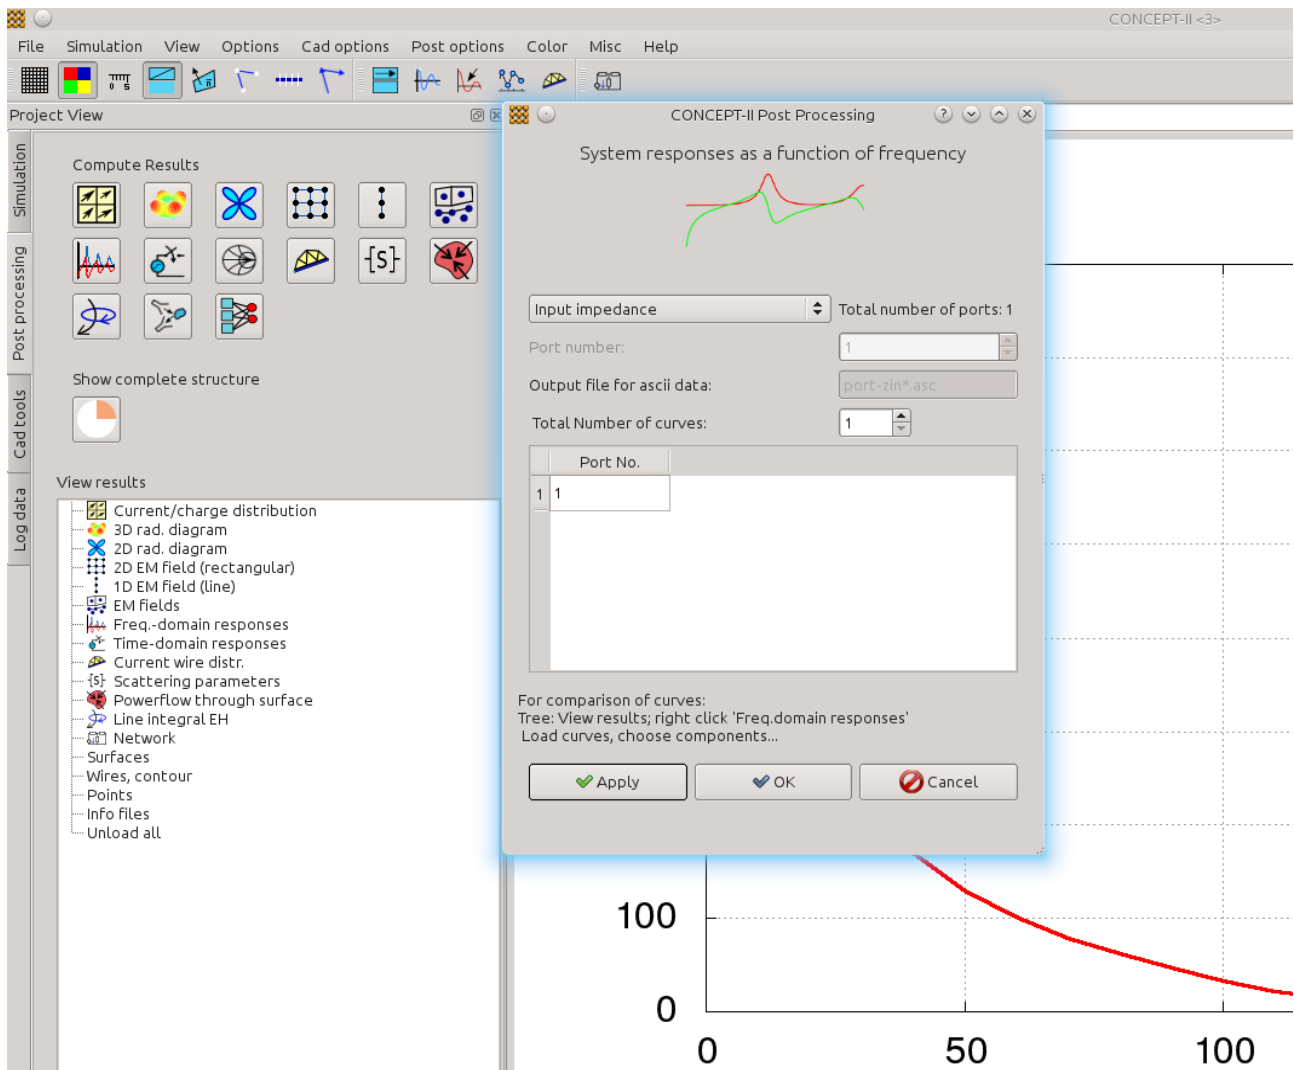 CONCEPT-II <3>
File Simulation View Options Cad options Post options Color Misc Help
Project View
Simulation
Post processing
Cad tools
Log data
Compute Results
{S}
Show complete structure
View results
Current/charge distribution
3D rad. diagram
2D rad. diagram
2D EM field (rectangular)
1D EM field (line)
EM fields
Freq.-domain responses
Time-domain responses
Current wire distr.
{S} Scattering parameters
Powerflow through surface
Line integral EH
Network
Surfaces
Wires, contour
Points
Info files
Unload all
CONCEPT-II Post Processing
System responses as a function of frequency
Input impedance Total number of ports: 1
Port number: 1
Output file for ascii data: port-zin*.asc
Total Number of curves: 1
Port No.
1 1
For comparison of curves:
Tree: View results; right click 'Freq.domain responses'
Load curves, choose components...
Apply OK Cancel
100
0
0 50 100